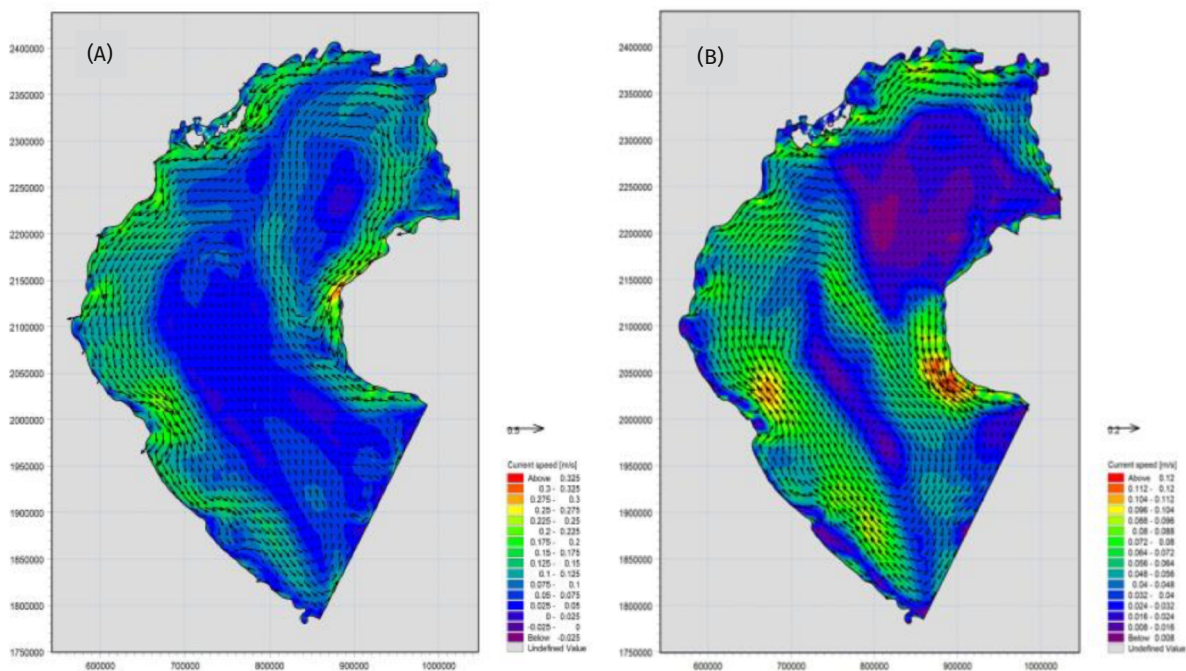 (A)
2400000
2350000
2300000
2250000
2200000
2150000
2100000
2050000
2000000
1950000
1900000
1850000
1800000
1750000
600000 700000 800000 900000 1000000
0.5
Current speed [m/s]
Above 0.325
0.3 - 0.325
0.275 - 0.3
0.25 - 0.275
0.225 - 0.25
0.2 - 0.225
0.175 - 0.2
0.15 - 0.175
0.125 - 0.15
0.1 - 0.125
0.075 - 0.1
0.05 - 0.075
0.025 - 0.05
0 - 0.025
-0.025 - 0
Below -0.025
Undefined Value
(B)
2400000
2350000
2300000
2250000
2200000
2150000
2100000
2050000
2000000
1950000
1900000
1850000
1800000
1750000
600000 700000 800000 900000 1000000
0.2
Current speed [m/s]
Above 0.12
0.112 - 0.12
0.104 - 0.112
0.096 - 0.104
0.088 - 0.096
0.08 - 0.088
0.072 - 0.08
0.064 - 0.072
0.056 - 0.064
0.048 - 0.056
0.04 - 0.048
0.032 - 0.04
0.024 - 0.032
0.016 - 0.024
0.008 - 0.016
Below 0.008
Undefined Value